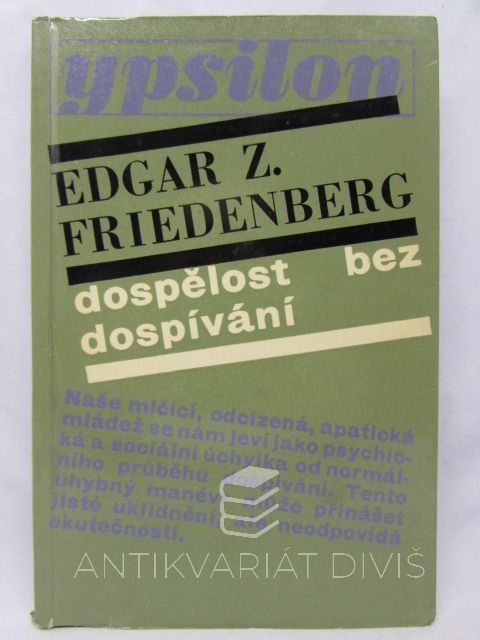 ypsilon
EDGAR Z.
FRIEDENBERG
dospělost bez
dospívání
Naše mlčící, odcizená, apatická
mládež se nám jeví jako psychic-
ká a sociální úchylka od normál-
ního průběhu dospívání. Tento
úhybný manévr může přinášet
jisté uklidnění, ale neodpovídá
skutečnosti.
ANTIKVARIÁT DIVIŠ